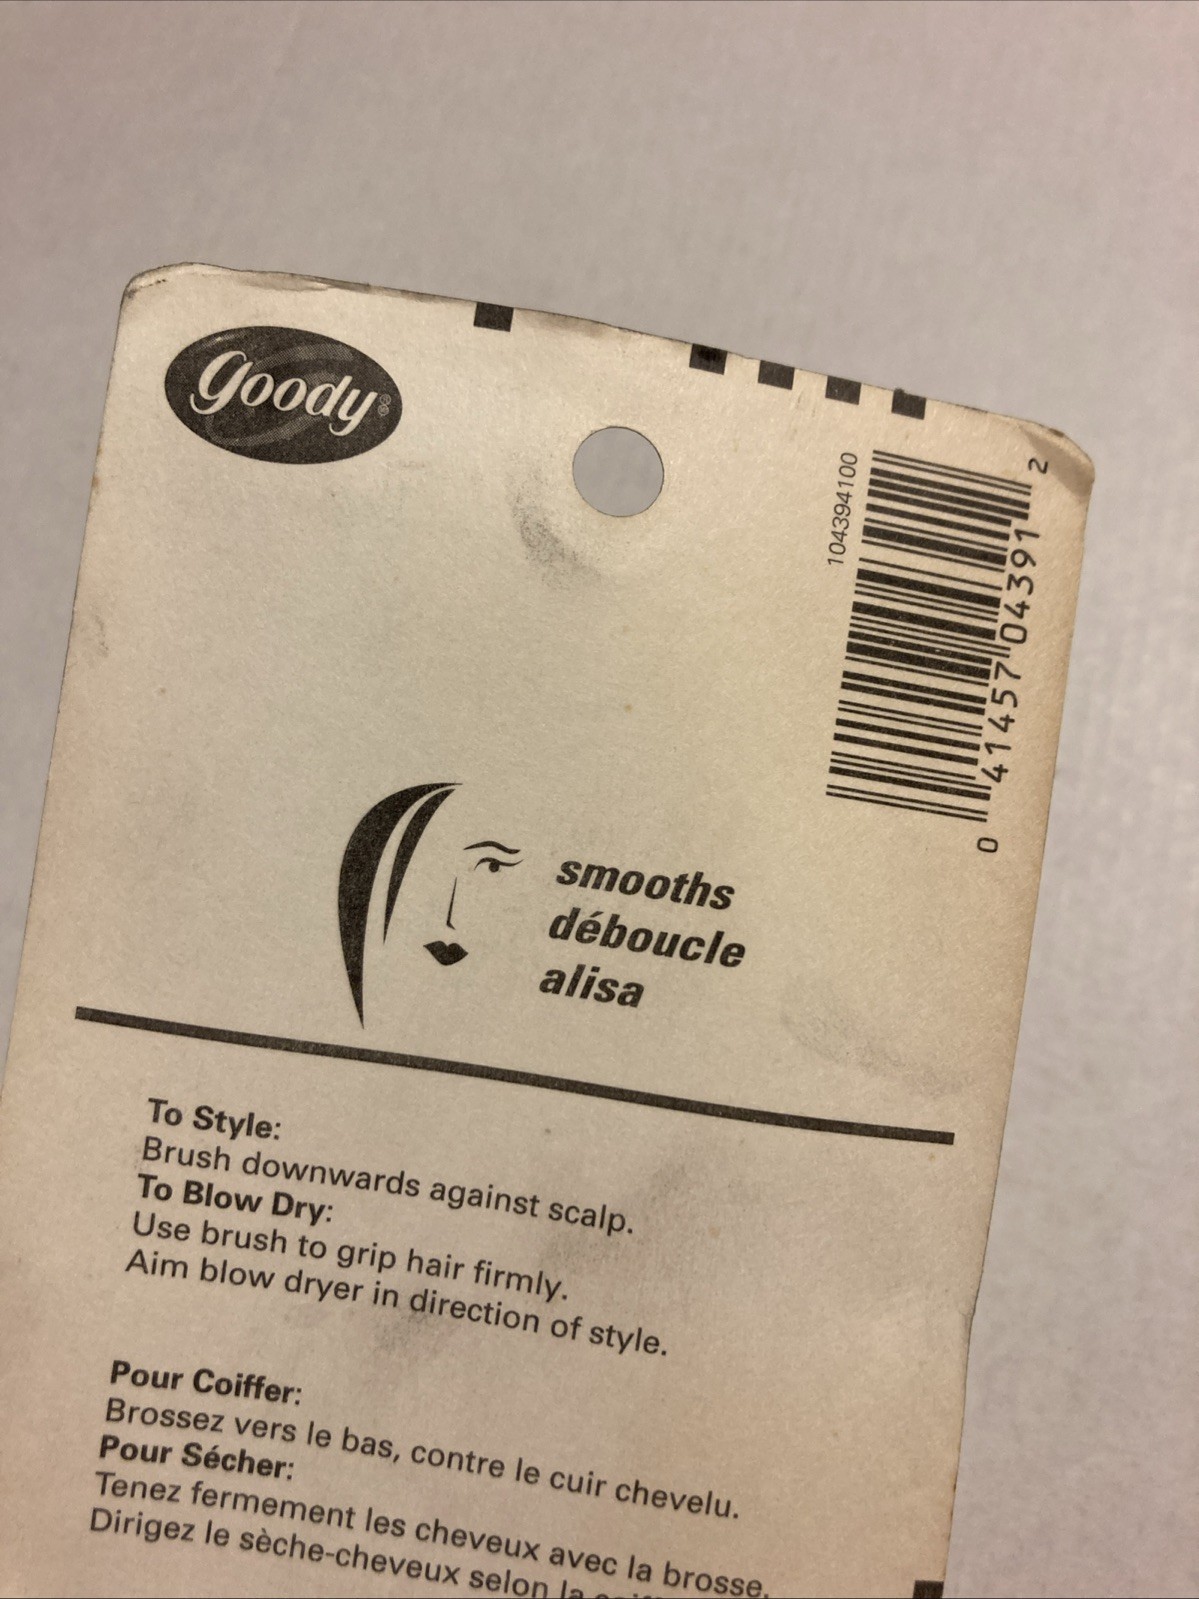 goody®
104394100
0 41457 04391 2
smooths
déboucle
alisa
To Style:
Brush downwards against scalp.
To Blow Dry:
Use brush to grip hair firmly.
Aim blow dryer in direction of style.
Pour Coiffer:
Brossez vers le bas, contre le cuir chevelu.
Pour Sécher:
Tenez fermement les cheveux avec la brosse.
Dirigez le sèche-cheveux selon la